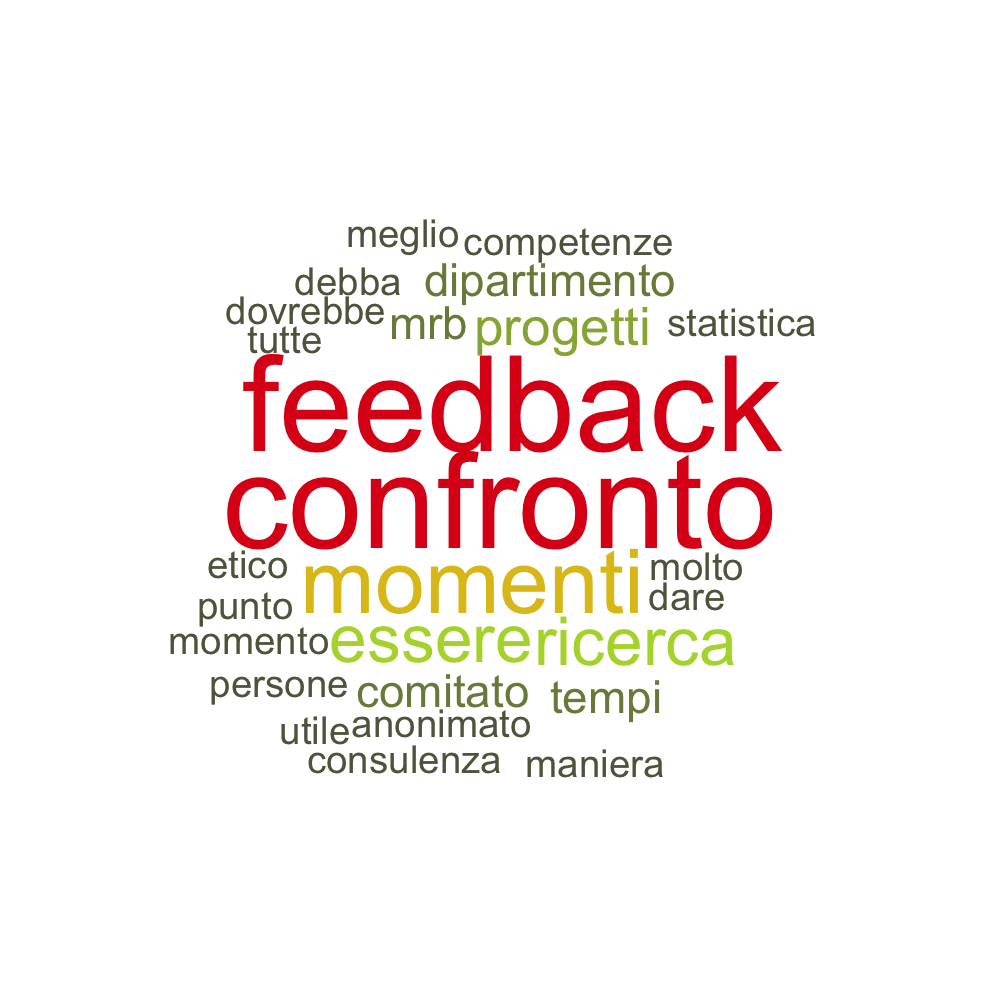 meglio competenze
debba dipartimento
dovrebbe mrb progetti statistica
tutte
feedback
confronto
etico momenti molto
punto dare
momento essere ricerca
persone comitato tempi
utile anonimato
consulenza maniera